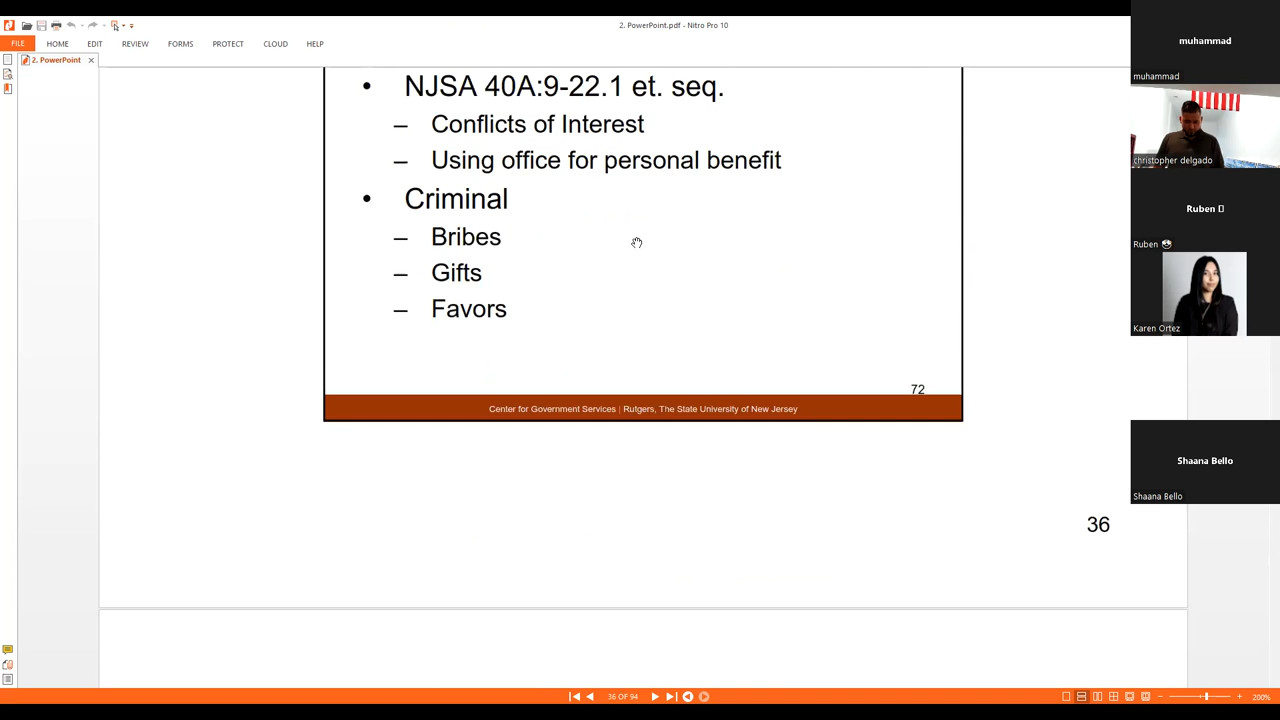 2. PowerPoint.pdf - Nitro Pro 10
FILE HOME EDIT REVIEW FORMS PROTECT CLOUD HELP
2. PowerPoint
• NJSA 40A:9-22.1 et. seq.
– Conflicts of Interest
– Using office for personal benefit
• Criminal
– Bribes
– Gifts
– Favors
72
Center for Government Services | Rutgers, The State University of New Jersey
36
36 OF 94
200%
muhammad
muhammad
christopher delgado
Ruben
Ruben
Karen Ortez
Shaana Bello
Shaana Bello